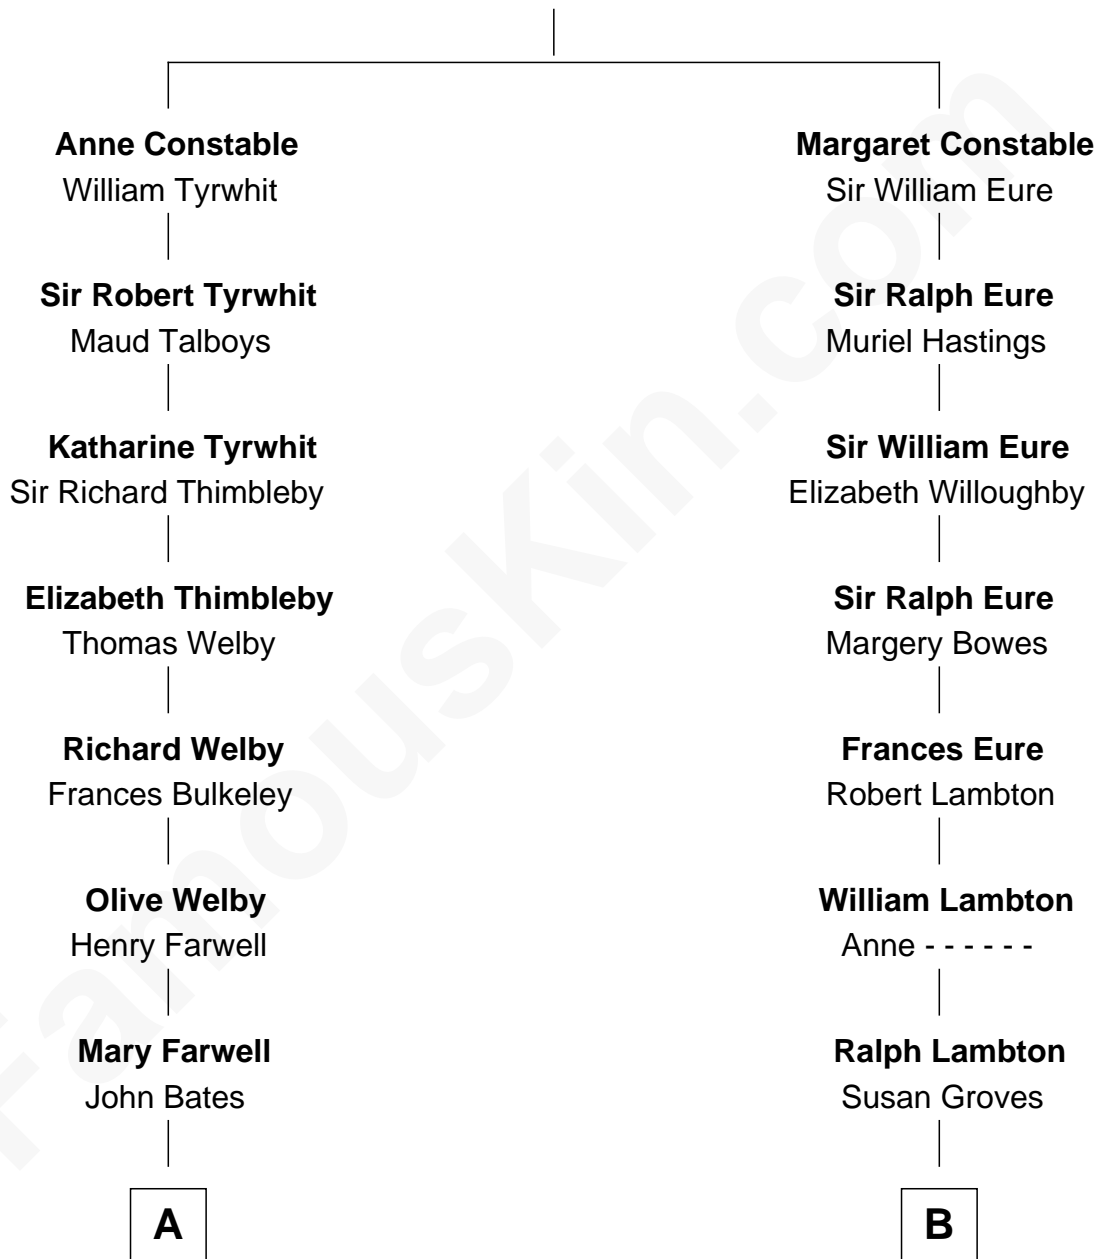 Anne Constable
William Tyrwhit
Margaret Constable
Sir William Eure
Sir Robert Tyrwhit
Maud Talboys
Sir Ralph Eure
Muriel Hastings
Katharine Tyrwhit
Sir Richard Thimbleby
Sir William Eure
Elizabeth Willoughby
Elizabeth Thimbleby
Thomas Welby
Sir Ralph Eure
Margery Bowes
Richard Welby
Frances Bulkeley
Frances Eure
Robert Lambton
Olive Welby
Henry Farwell
William Lambton
Anne - - - - - -
Mary Farwell
John Bates
Ralph Lambton
Susan Groves
A
B
FamousKin.com